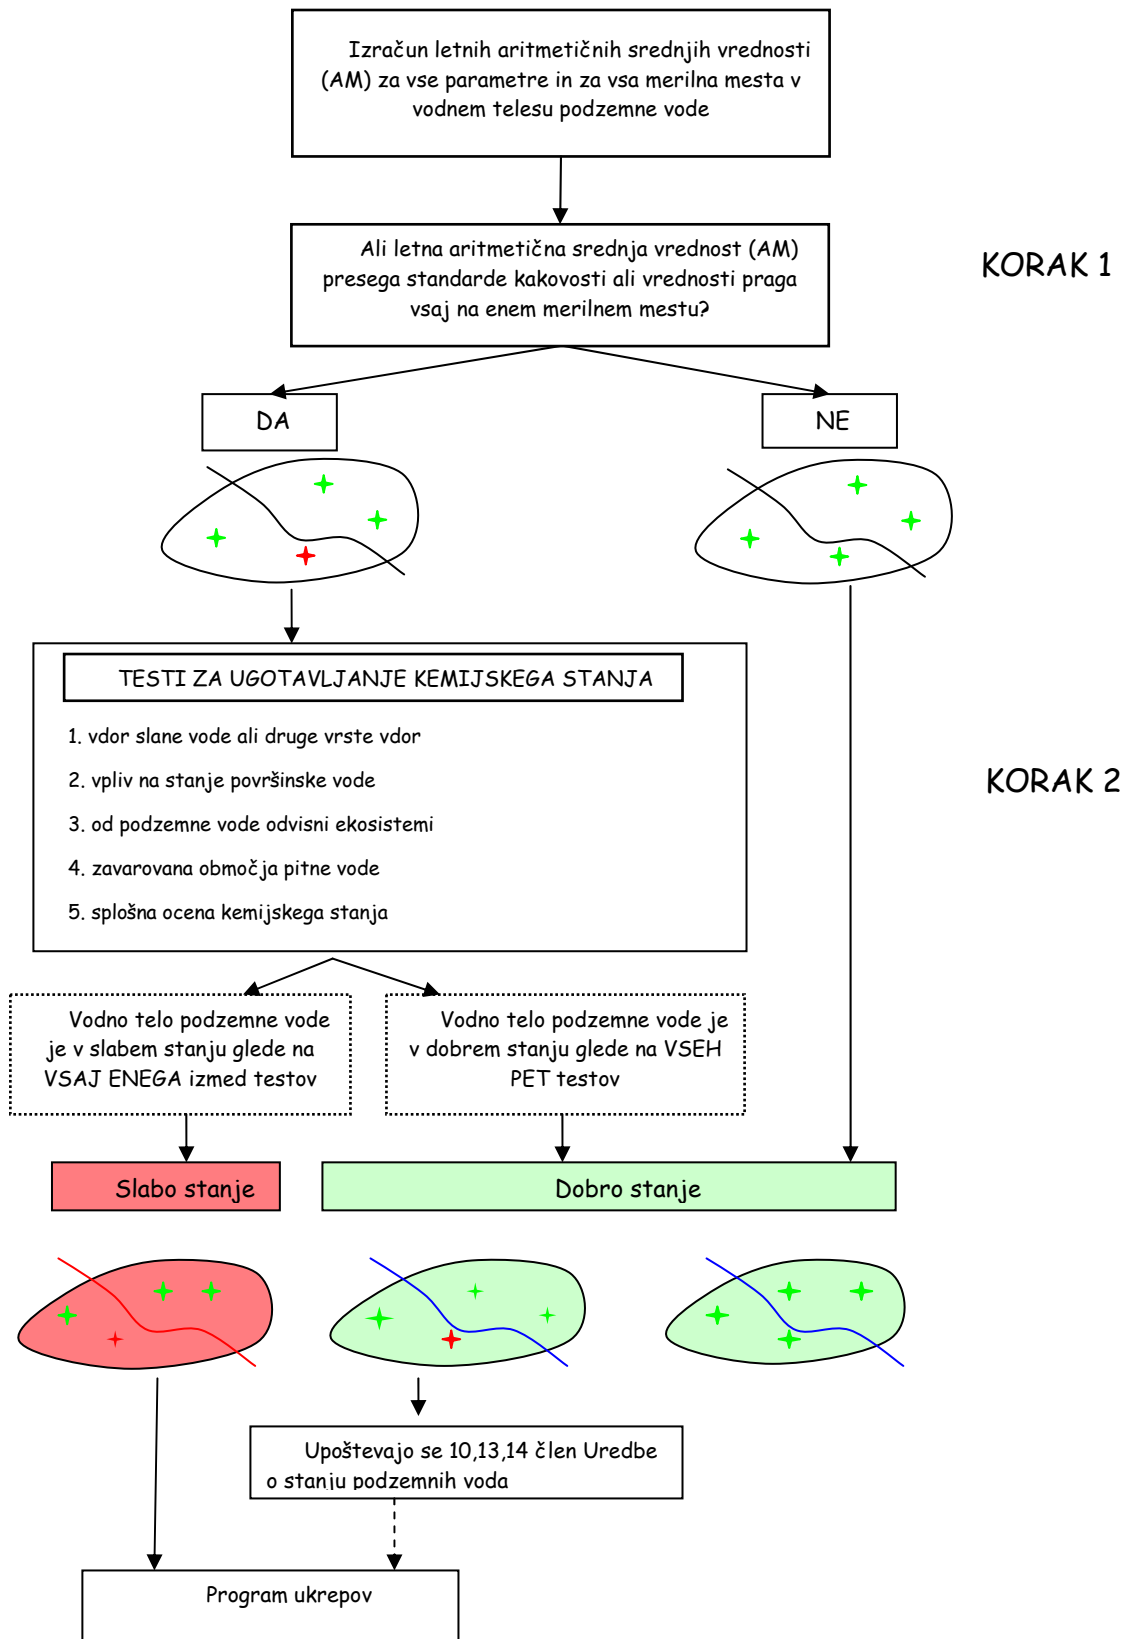 Izračun letnih aritmetičnih srednjih vrednosti
(AM) za vse parametre in za vsa merilna mesta v
vodnem telesu podzemne vode
Ali letna aritmetična srednja vrednost (AM)
presega standarde kakovosti ali vrednosti praga
vsaj na enem merilnem mestu?
KORAK 1
DA
NE
TESTI ZA UGOTAVLJANJE KEMIJSKEGA STANJA
1. vdor slane vode ali druge vrste vdor
2. vpliv na stanje površinske vode
3. od podzemne vode odvisni ekosistemi
4. zavarovana območja pitne vode
5. splošna ocena kemijskega stanja
KORAK 2
Vodno telo podzemne vode
je v slabem stanju glede na
VSAJ ENEGA izmed testov
Vodno telo podzemne vode je
v dobrem stanju glede na VSEH
PET testov
Slabo stanje
Dobro stanje
Upoštevajo se 10,13,14 člen Uredbe
o stanju podzemnih voda
Program ukrepov